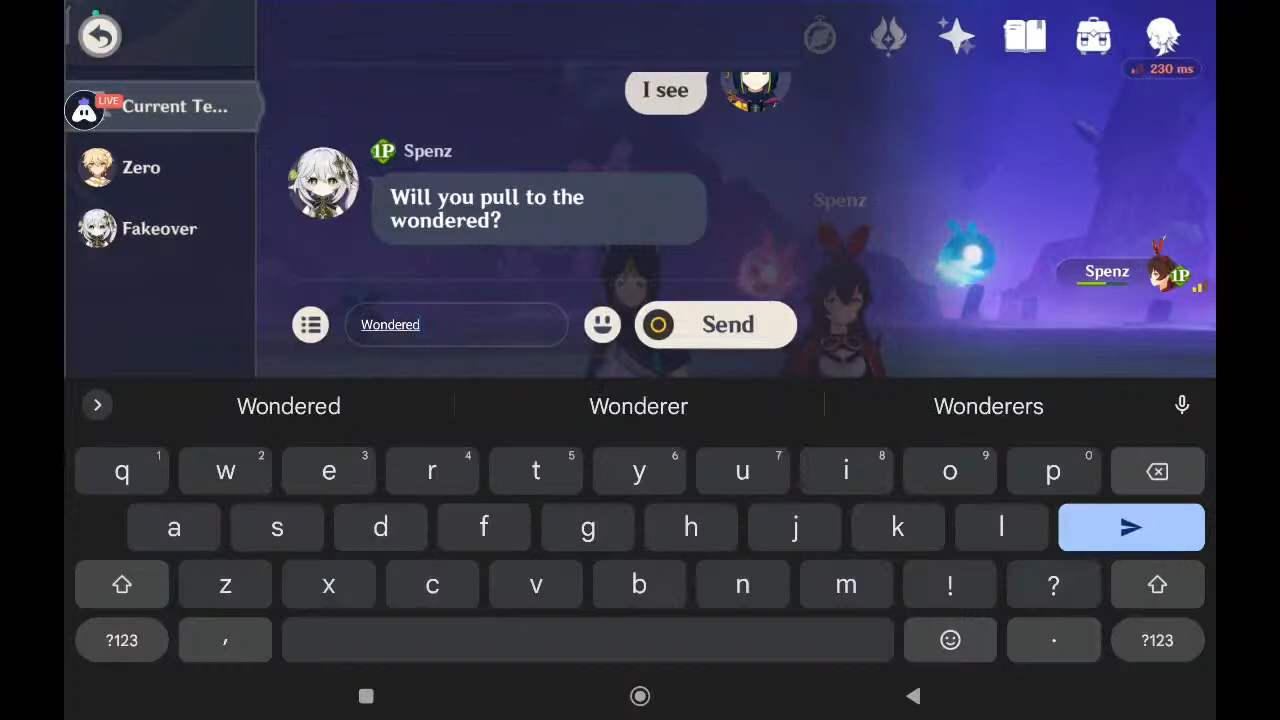 LIVE
Current Te...
Zero
Fakeover
230 ms
I see
1P Spenz
Will you pull to the
wondered?
Spenz
Spenz 1P
Wondered
Send
Wondered Wonderer Wonderers
q 1 w 2 e 3 r 4 t 5 y 6 u 7 i 8 o 9 p 0
a s d f g h j k l
z x c v b n m ! ?
?123 , . ?123